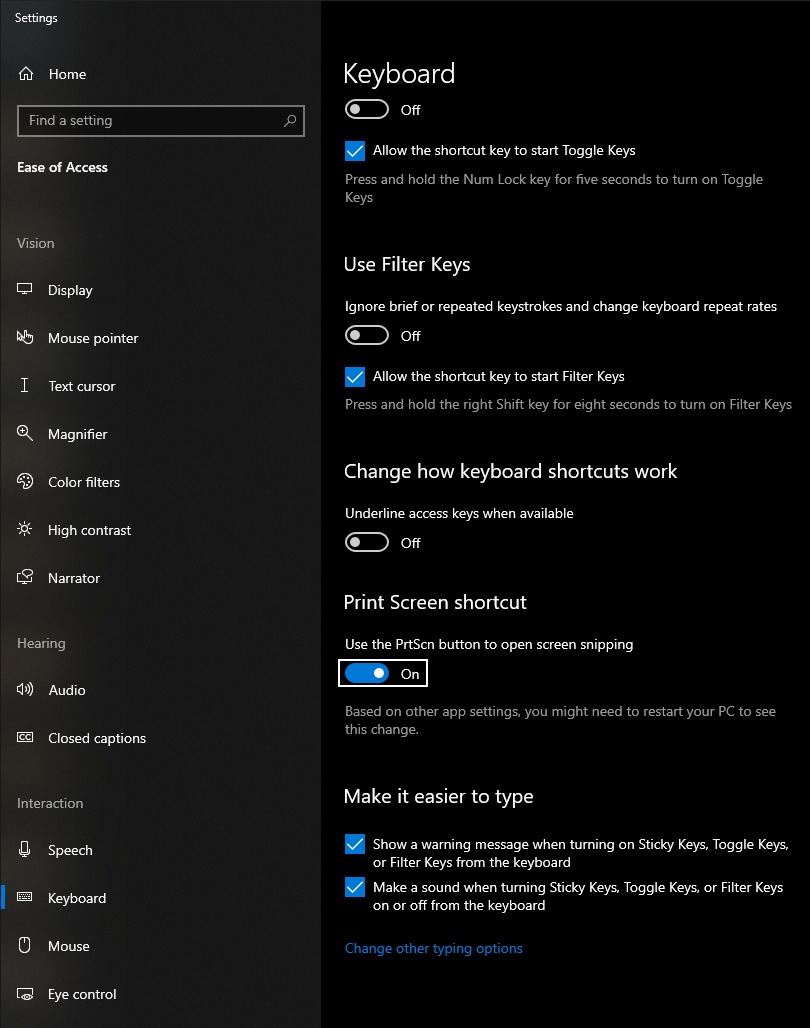 Settings
Home
Find a setting
Ease of Access
Vision
Display
Mouse pointer
Text cursor
Magnifier
Color filters
High contrast
Narrator
Hearing
Audio
CC
Closed captions
Interaction
Speech
Keyboard
Mouse
Eye control
Keyboard
Off
Allow the shortcut key to start Toggle Keys
Press and hold the Num Lock key for five seconds to turn on Toggle
Keys
Use Filter Keys
Ignore brief or repeated keystrokes and change keyboard repeat rates
Off
Allow the shortcut key to start Filter Keys
Press and hold the right Shift key for eight seconds to turn on Filter Keys
Change how keyboard shortcuts work
Underline access keys when available
Off
Print Screen shortcut
Use the PrtScn button to open screen snipping
On
Based on other app settings, you might need to restart your PC to see
this change.
Make it easier to type
Show a warning message when turning on Sticky Keys, Toggle Keys,
or Filter Keys from the keyboard
Make a sound when turning Sticky Keys, Toggle Keys, or Filter Keys
on or off from the keyboard
Change other typing options